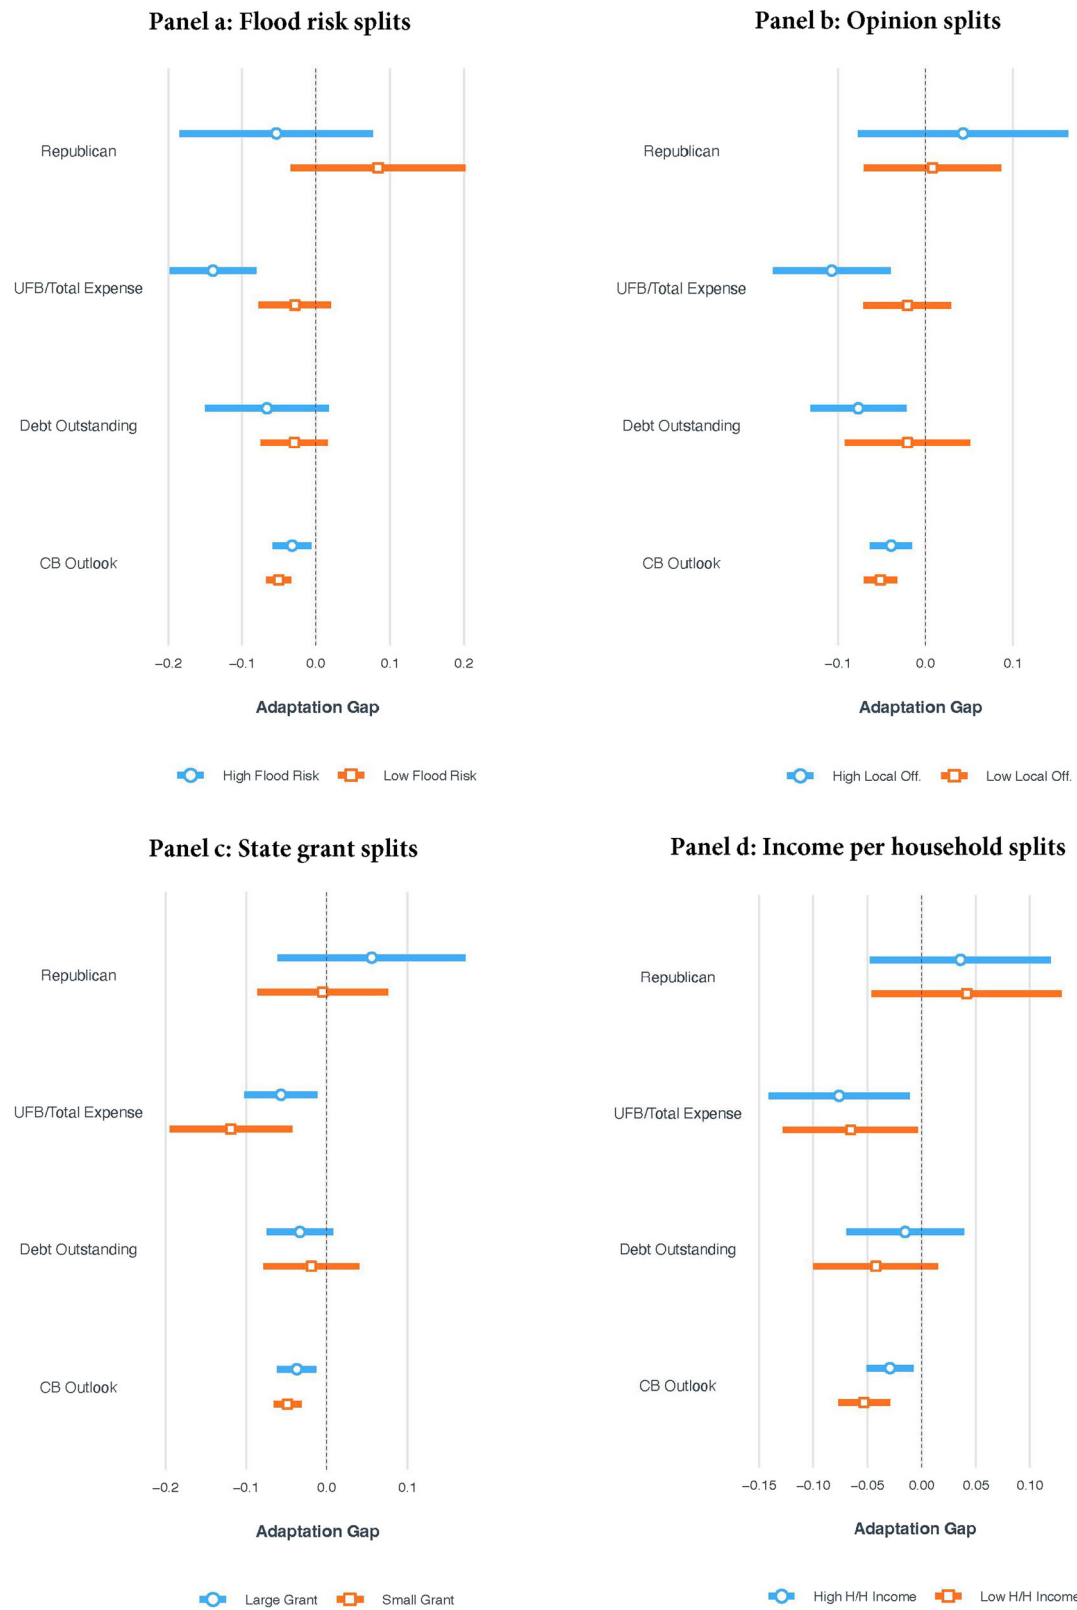 Panel a: Flood risk splits
Republican
UFB/Total Expense
Debt Outstanding
CB Outlook
−0.2 −0.1 0.0 0.1 0.2
Adaptation Gap
High Flood Risk Low Flood Risk
Panel b: Opinion splits
Republican
UFB/Total Expense
Debt Outstanding
CB Outlook
−0.1 0.0 0.1
Adaptation Gap
High Local Off. Low Local Off.
Panel c: State grant splits
Republican
UFB/Total Expense
Debt Outstanding
CB Outlook
−0.2 −0.1 0.0 0.1
Adaptation Gap
Large Grant Small Grant
Panel d: Income per household splits
Republican
UFB/Total Expense
Debt Outstanding
CB Outlook
−0.15 −0.10 −0.05 0.00 0.05 0.10
Adaptation Gap
High H/H Income Low H/H Income